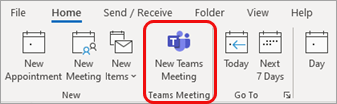 File Home Send / Receive Folder View
New Appointment
New Meeting
New Items
New Teams Meeting
Today
Next 7 Days
Day
New
Teams Meeting
Go To